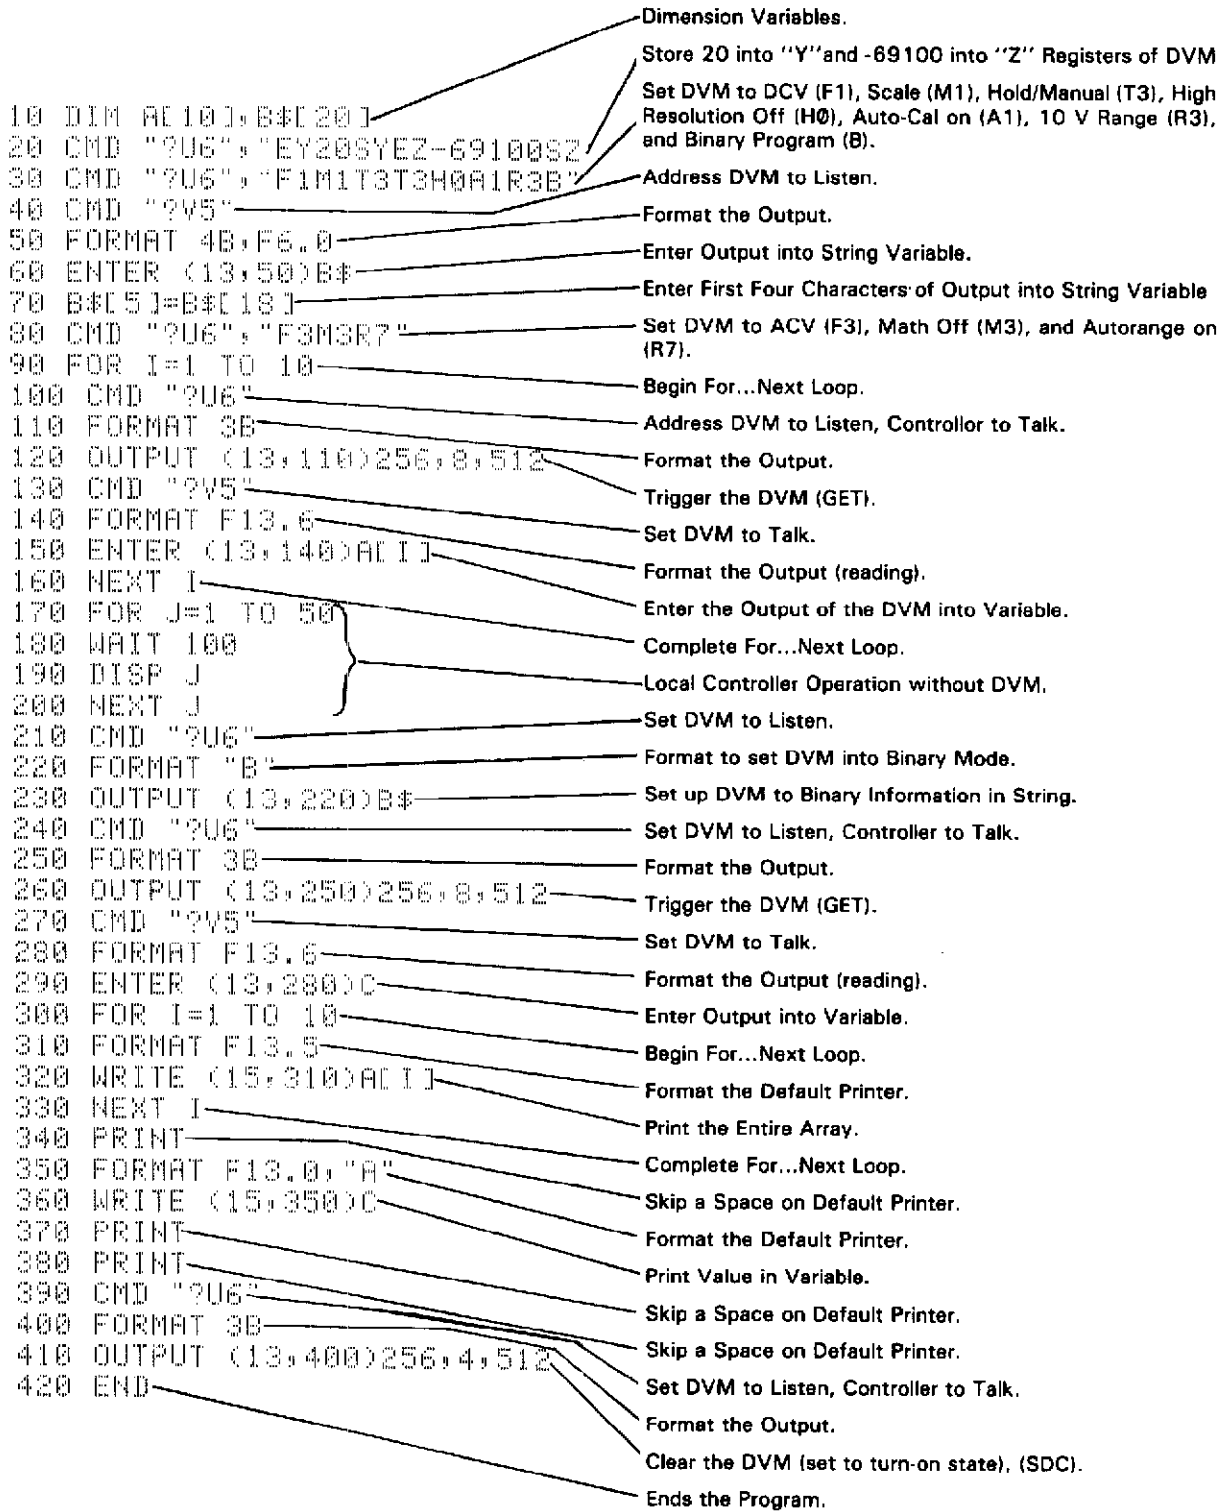 10 DIM A[10],B$[20]
20 CMD "?U6","EY20SYEZ-69100SZ
30 CMD "?U6","F1M1T3T3H0A1R3B"
40 CMD "?V5"
50 FORMAT 4B,F6.0
60 ENTER (13,50)B$
70 B$[5]=B$[18]
80 CMD "?U6","F3M3R7"
90 FOR I=1 TO 10
100 CMD "?U6"
110 FORMAT 3B
120 OUTPUT (13,110)256,8,512
130 CMD "?V5"
140 FORMAT F13.6
150 ENTER (13,140)A[I]
160 NEXT I
170 FOR J=1 TO 50
180 WAIT 100
190 DISP J
200 NEXT J
210 CMD "?U6"
220 FORMAT "B"
230 OUTPUT (13,220)B$
240 CMD "?U6"
250 FORMAT 3B
260 OUTPUT (13,250)256,8,512
270 CMD "?V5"
280 FORMAT F13.6
290 ENTER (13,280)C
300 FOR I=1 TO 10
310 FORMAT F13.5
320 WRITE (15,310)A[I]
330 NEXT I
340 PRINT
350 FORMAT F13.0,"A"
360 WRITE (15,350)C
370 PRINT
380 PRINT
390 CMD "?U6"
400 FORMAT 3B
410 OUTPUT (13,400)256,4,512
420 END
Dimension Variables.
Store 20 into "Y"and -69100 into "Z" Registers of DVM
Set DVM to DCV (F1), Scale (M1), Hold/Manual (T3), High
Resolution Off (H0), Auto-Cal on (A1), 10 V Range (R3),
and Binary Program (B).
Address DVM to Listen.
Format the Output.
Enter Output into String Variable.
Enter First Four Characters of Output into String Variable
Set DVM to ACV (F3), Math Off (M3), and Autorange on
(R7).
Begin For...Next Loop.
Address DVM to Listen, Controllor to Talk.
Format the Output.
Trigger the DVM (GET).
Set DVM to Talk.
Format the Output (reading).
Enter the Output of the DVM into Variable.
Complete For...Next Loop.
Local Controller Operation without DVM.
Set DVM to Listen.
Format to set DVM into Binary Mode.
Set up DVM to Binary Information in String.
Set DVM to Listen, Controller to Talk.
Format the Output.
Trigger the DVM (GET).
Set DVM to Talk.
Format the Output (reading).
Enter Output into Variable.
Begin For...Next Loop.
Format the Default Printer.
Print the Entire Array.
Complete For...Next Loop.
Skip a Space on Default Printer.
Format the Default Printer.
Print Value in Variable.
Skip a Space on Default Printer.
Skip a Space on Default Printer.
Set DVM to Listen, Controller to Talk.
Format the Output.
Clear the DVM (set to turn-on state), (SDC).
Ends the Program.